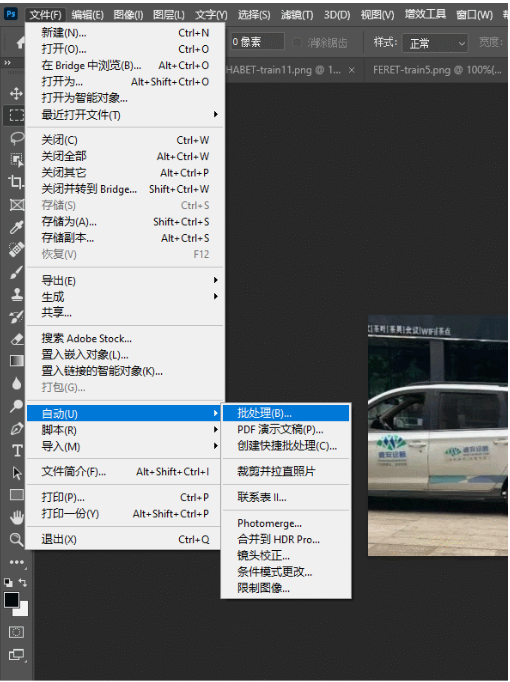 Ps 文件(F) 编辑(E) 图像(I) 图层(L) 文字(Y) 选择(S) 滤镜(T) 3D(D) 视图(V) 增效工具 窗口(W)
0 像素 消除锯齿 样式: 正常 宽度:
HABET-train11.png @ 1... × FERET-train5.png @ 100%(...
新建(N)... Ctrl+N
打开(O)... Ctrl+O
在 Bridge 中浏览(B)... Alt+Ctrl+O
打开为... Alt+Shift+Ctrl+O
打开为智能对象...
最近打开文件(T)
关闭(C) Ctrl+W
关闭全部 Alt+Ctrl+W
关闭其它 Alt+Ctrl+P
关闭并转到 Bridge... Shift+Ctrl+W
存储(S) Ctrl+S
存储为(A)... Shift+Ctrl+S
存储副本... Alt+Ctrl+S
恢复(V) F12
导出(E)
生成
共享...
搜索 Adobe Stock...
置入嵌入对象(L)...
置入链接的智能对象(K)...
打包(G)...
自动(U)
脚本(R)
导入(M)
文件简介(F)... Alt+Shift+Ctrl+I
打印(P)... Ctrl+P
打印一份(Y) Alt+Shift+Ctrl+P
退出(X) Ctrl+Q
批处理(B)...
PDF 演示文稿(P)...
创建快捷批处理(C)...
裁剪并拉直照片
联系表 II...
Photomerge...
合并到 HDR Pro...
镜头校正...
条件模式更改...
限制图像...